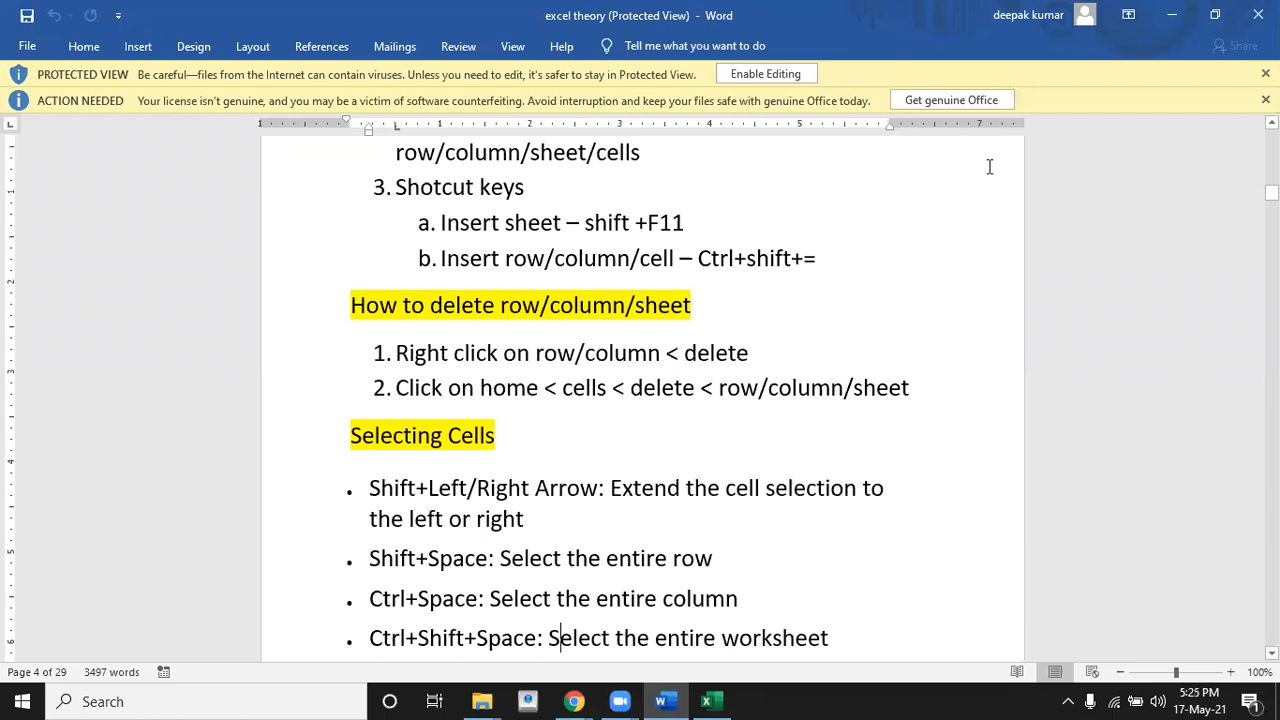 excel theory (Protected View) - Word
deepak kumar
File Home Insert Design Layout References Mailings Review View Help Tell me what you want to do Share
PROTECTED VIEW Be careful—files from the Internet can contain viruses. Unless you need to edit, it's safer to stay in Protected View. Enable Editing
ACTION NEEDED Your license isn't genuine, and you may be a victim of software counterfeiting. Avoid interruption and keep your files safe with genuine Office today. Get genuine Office
1 1 2 3 4 5 7
row/column/sheet/cells
3. Shotcut keys
a. Insert sheet – shift +F11
b. Insert row/column/cell – Ctrl+shift+=
How to delete row/column/sheet
1. Right click on row/column < delete
2. Click on home < cells < delete < row/column/sheet
Selecting Cells
• Shift+Left/Right Arrow: Extend the cell selection to
the left or right
• Shift+Space: Select the entire row
• Ctrl+Space: Select the entire column
• Ctrl+Shift+Space: Select the entire worksheet
Page 4 of 29 3497 words 100%
Search
5:25 PM
17-May-21